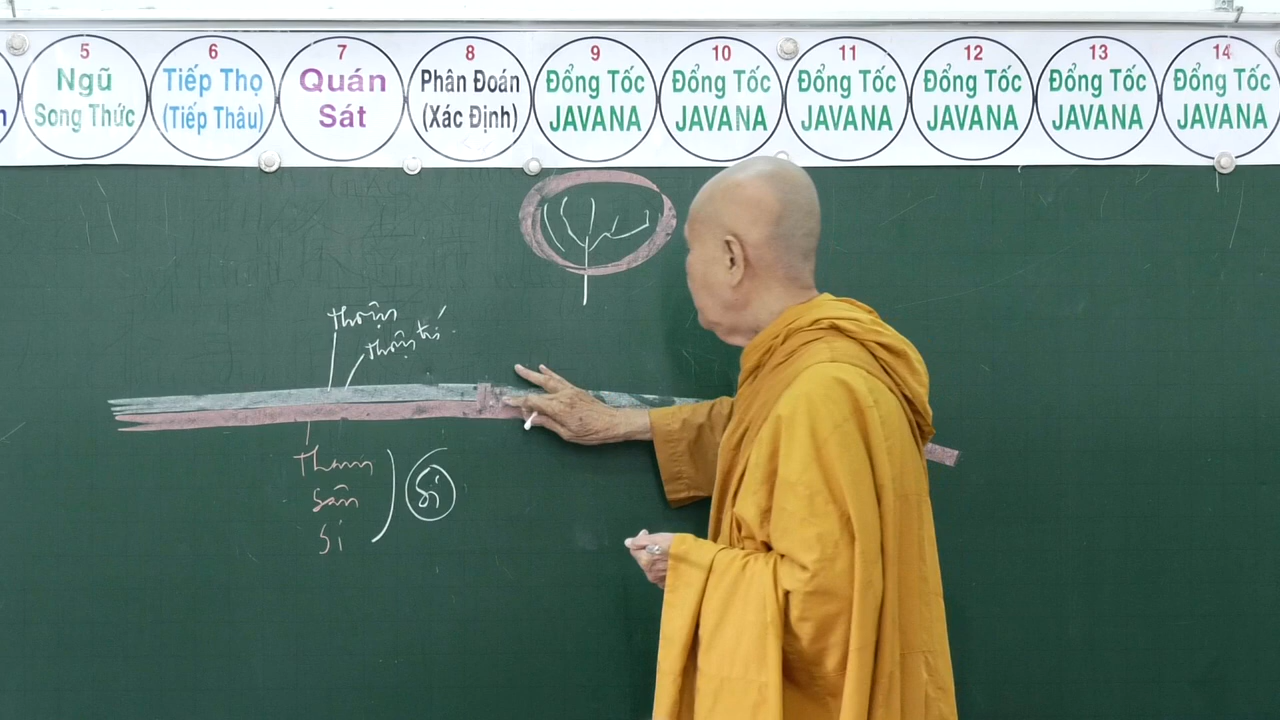 5 6 7 8 9 10 11 12 13 14
Ngũ Tiếp Thọ Quán Phân Đoán Đổng Tốc Đổng Tốc Đổng Tốc Đổng Tốc Đổng Tốc Đổng Tốc
Song Thức (Tiếp Thâu) Sát (Xác Định) JAVANA JAVANA JAVANA JAVANA JAVANA JAVANA
thiện
thiện trí
Tham
sân
si
Si